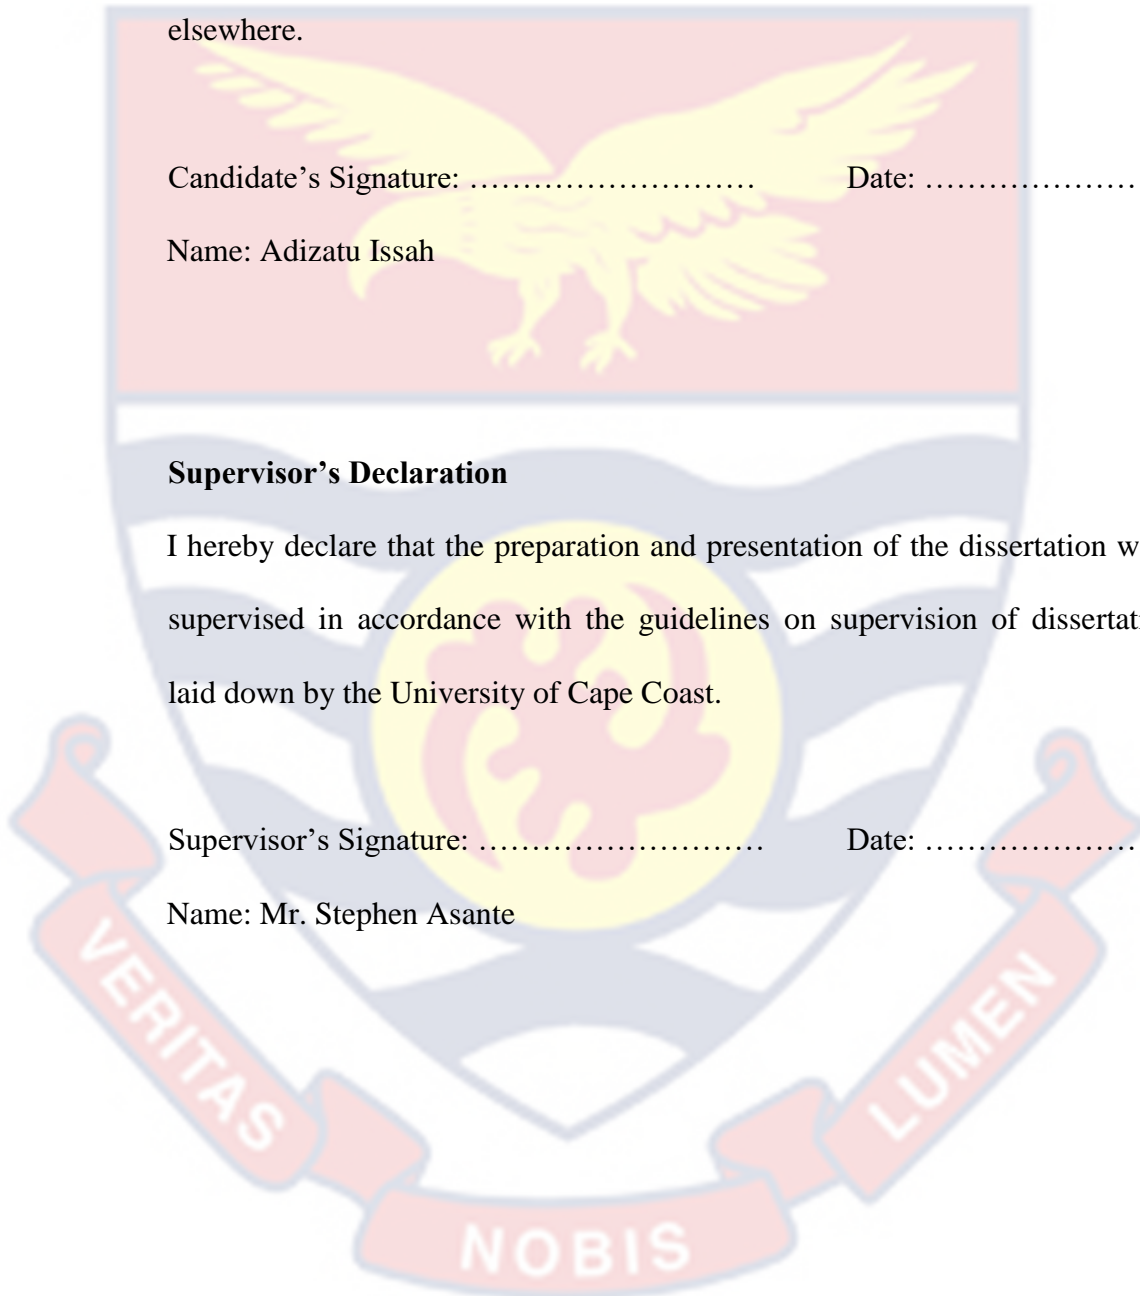 elsewhere.
Candidate’s Signature: ……………………… Date: …………………
Name: Adizatu Issah
Supervisor’s Declaration
I hereby declare that the preparation and presentation of the dissertation w
supervised in accordance with the guidelines on supervision of dissertat
laid down by the University of Cape Coast.
Supervisor’s Signature: ……………………… Date: …………………
Name: Mr. Stephen Asante
VERITAS
NOBIS
LUMEN